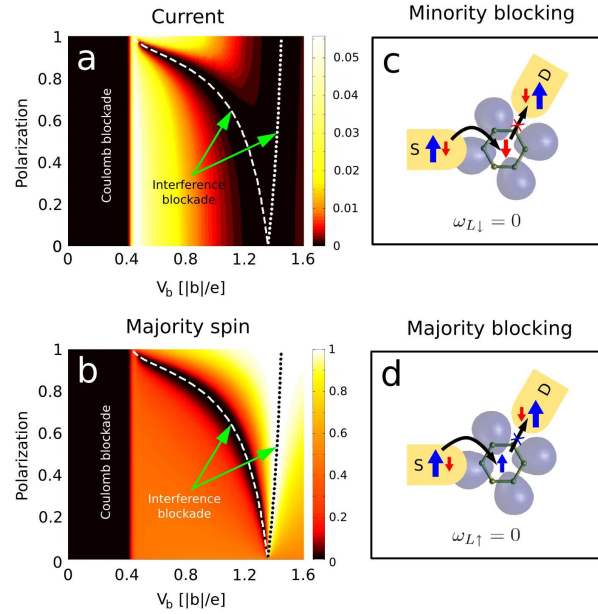 Current
a
Polarization
1
0.8
0.6
0.4
0.2
0
Coulomb blockade
Interference
blockade
0.05
0.04
0.03
0.02
0.01
0
0 0.4 0.8 1.2 1.6
V_b [|b|/e]
Minority blocking
c
S
D
ω_{L↓} = 0
Majority spin
b
Polarization
1
0.8
0.6
0.4
0.2
0
Coulomb blockade
Interference
blockade
1
0.8
0.6
0.4
0.2
0
0 0.4 0.8 1.2 1.6
V_b [|b|/e]
Majority blocking
d
S
D
ω_{L↑} = 0